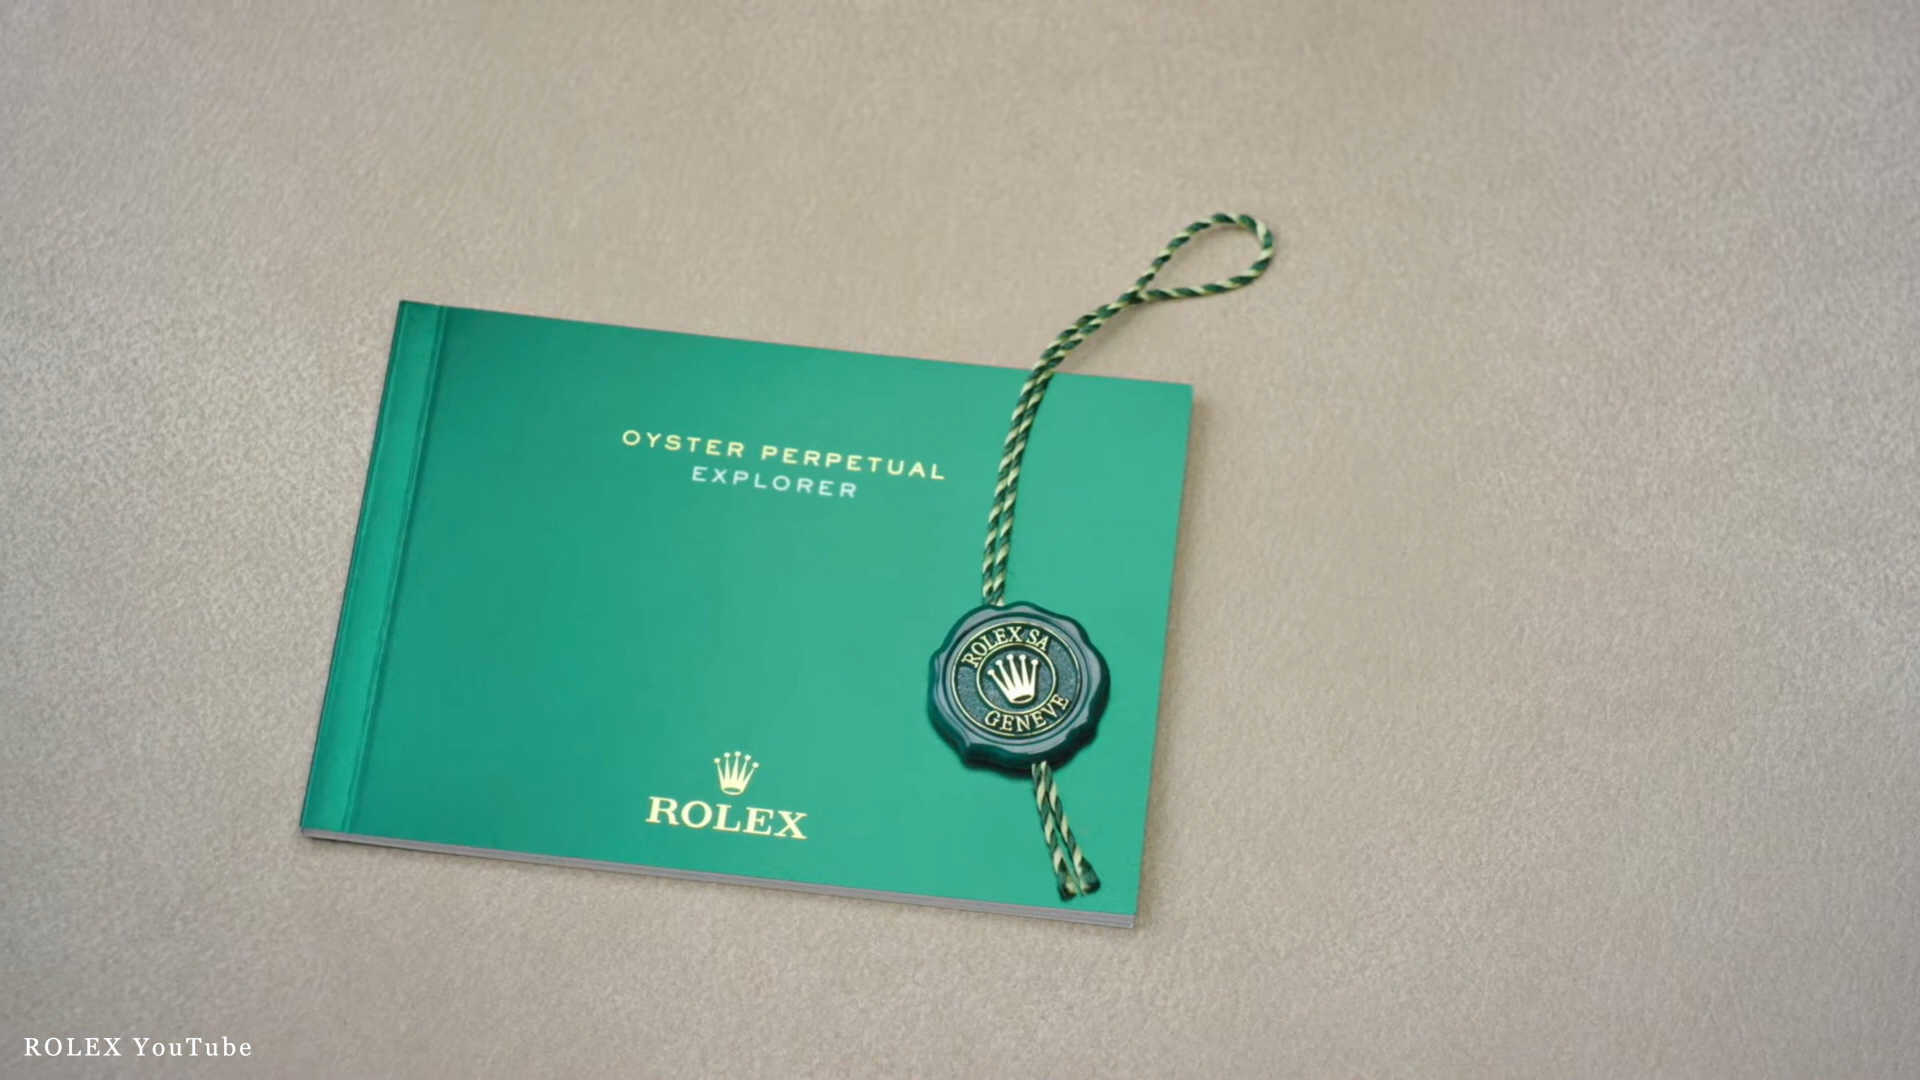 OYSTER PERPETUAL
EXPLORER
ROLEX SA
GENEVE
ROLEX
ROLEX YouTube